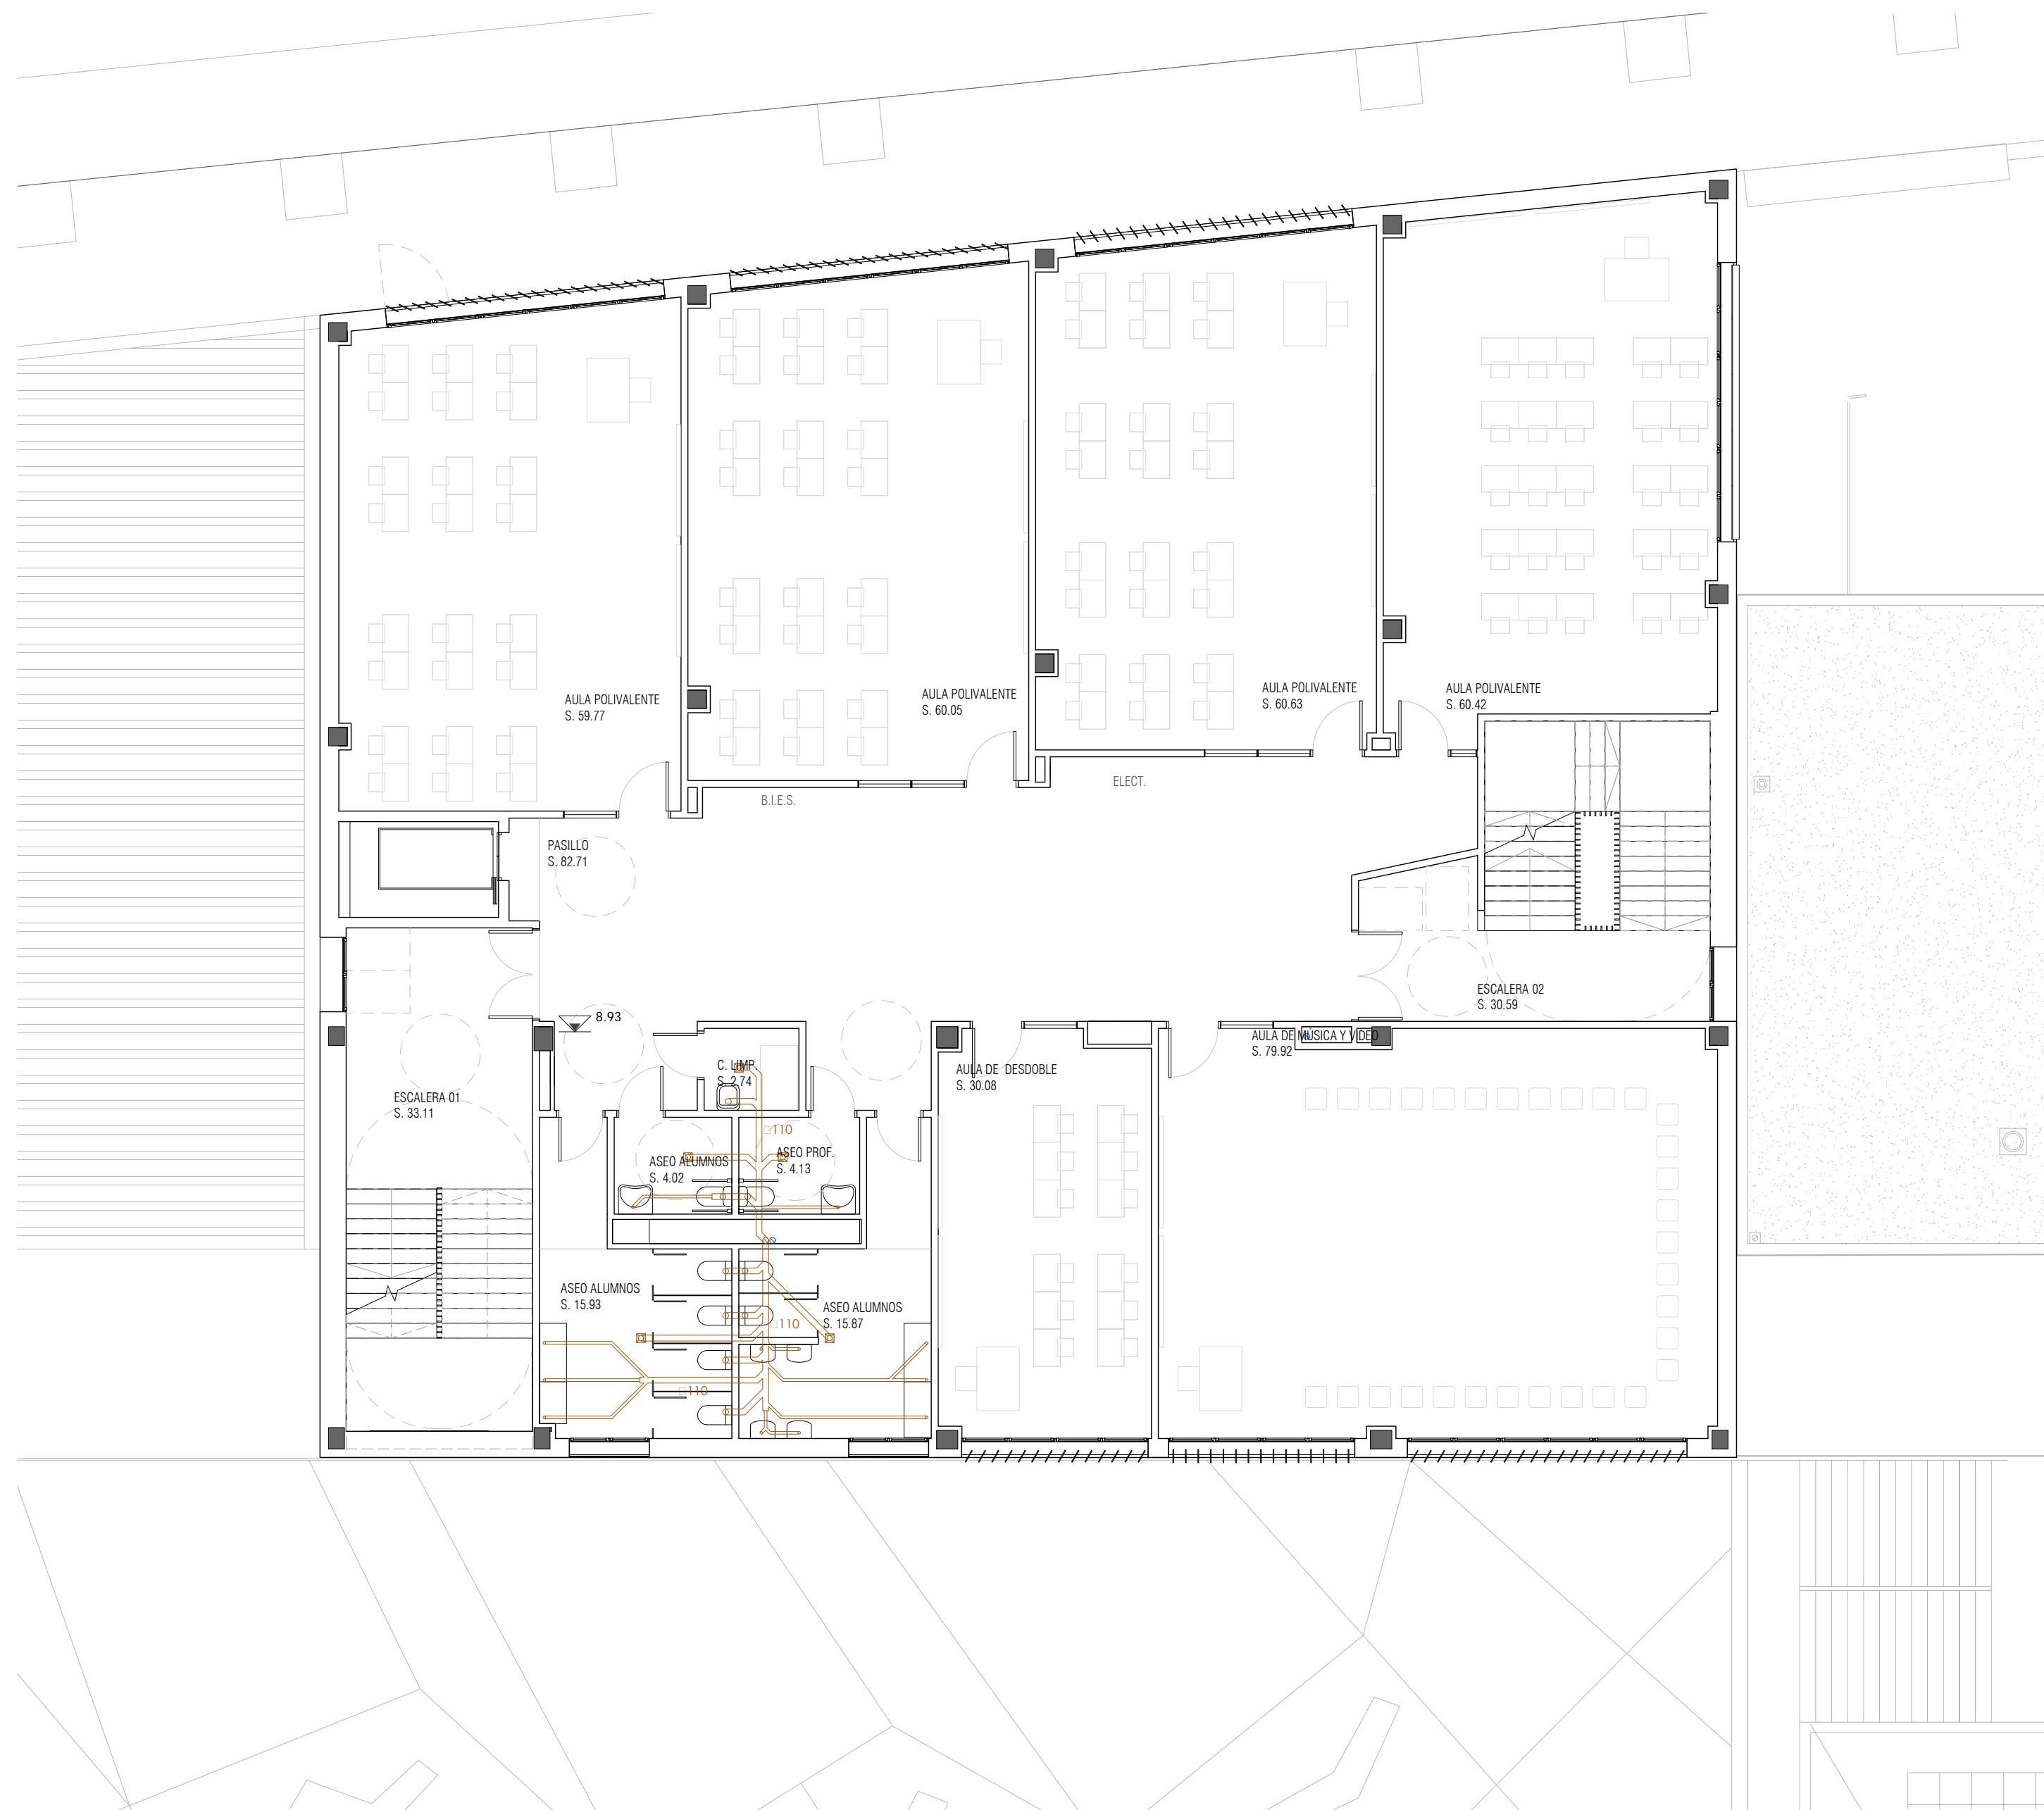 AULA POLIVALENTE
S. 59.77
AULA POLIVALENTE
S. 60.05
AULA POLIVALENTE
S. 60.63
AULA POLIVALENTE
S. 60.42
B.I.E.S.
ELECT.
PASILLO
S. 82.71
ESCALERA 02
S. 30.59
8.93
C. LIMP.
S. 2.74
AULA DE DESDOBLE
S. 30.08
AULA DE MÚSICA Y VIDEO
S. 79.92
ESCALERA 01
S. 33.11
□110
ASEO ALUMNOS
S. 4.02
ASEO PROF.
S. 4.13
ASEO ALUMNOS
S. 15.93
ASEO ALUMNOS
S. 15.87
□110
□110